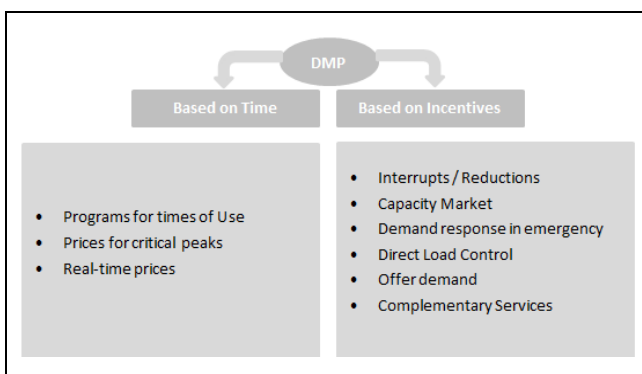 DMP
Based on Time
Based on Incentives
• Programs for times of Use
• Prices for critical peaks
• Real-time prices
• Interrupts / Reductions
• Capacity Market
• Demand response in emergency
• Direct Load Control
• Offer demand
• Complementary Services